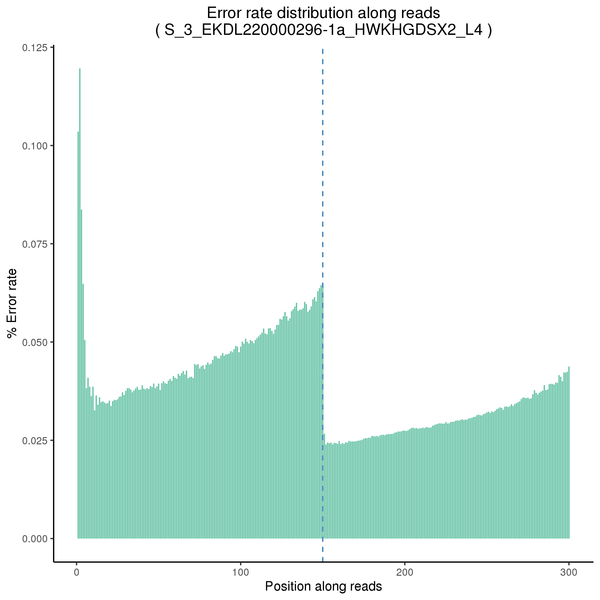 Error rate distribution along reads
( S_3_EKDL220000296-1a_HWKHGDSX2_L4 )
% Error rate
0.125
0.100
0.075
0.050
0.025
0.000
0
100
200
300
Position along reads